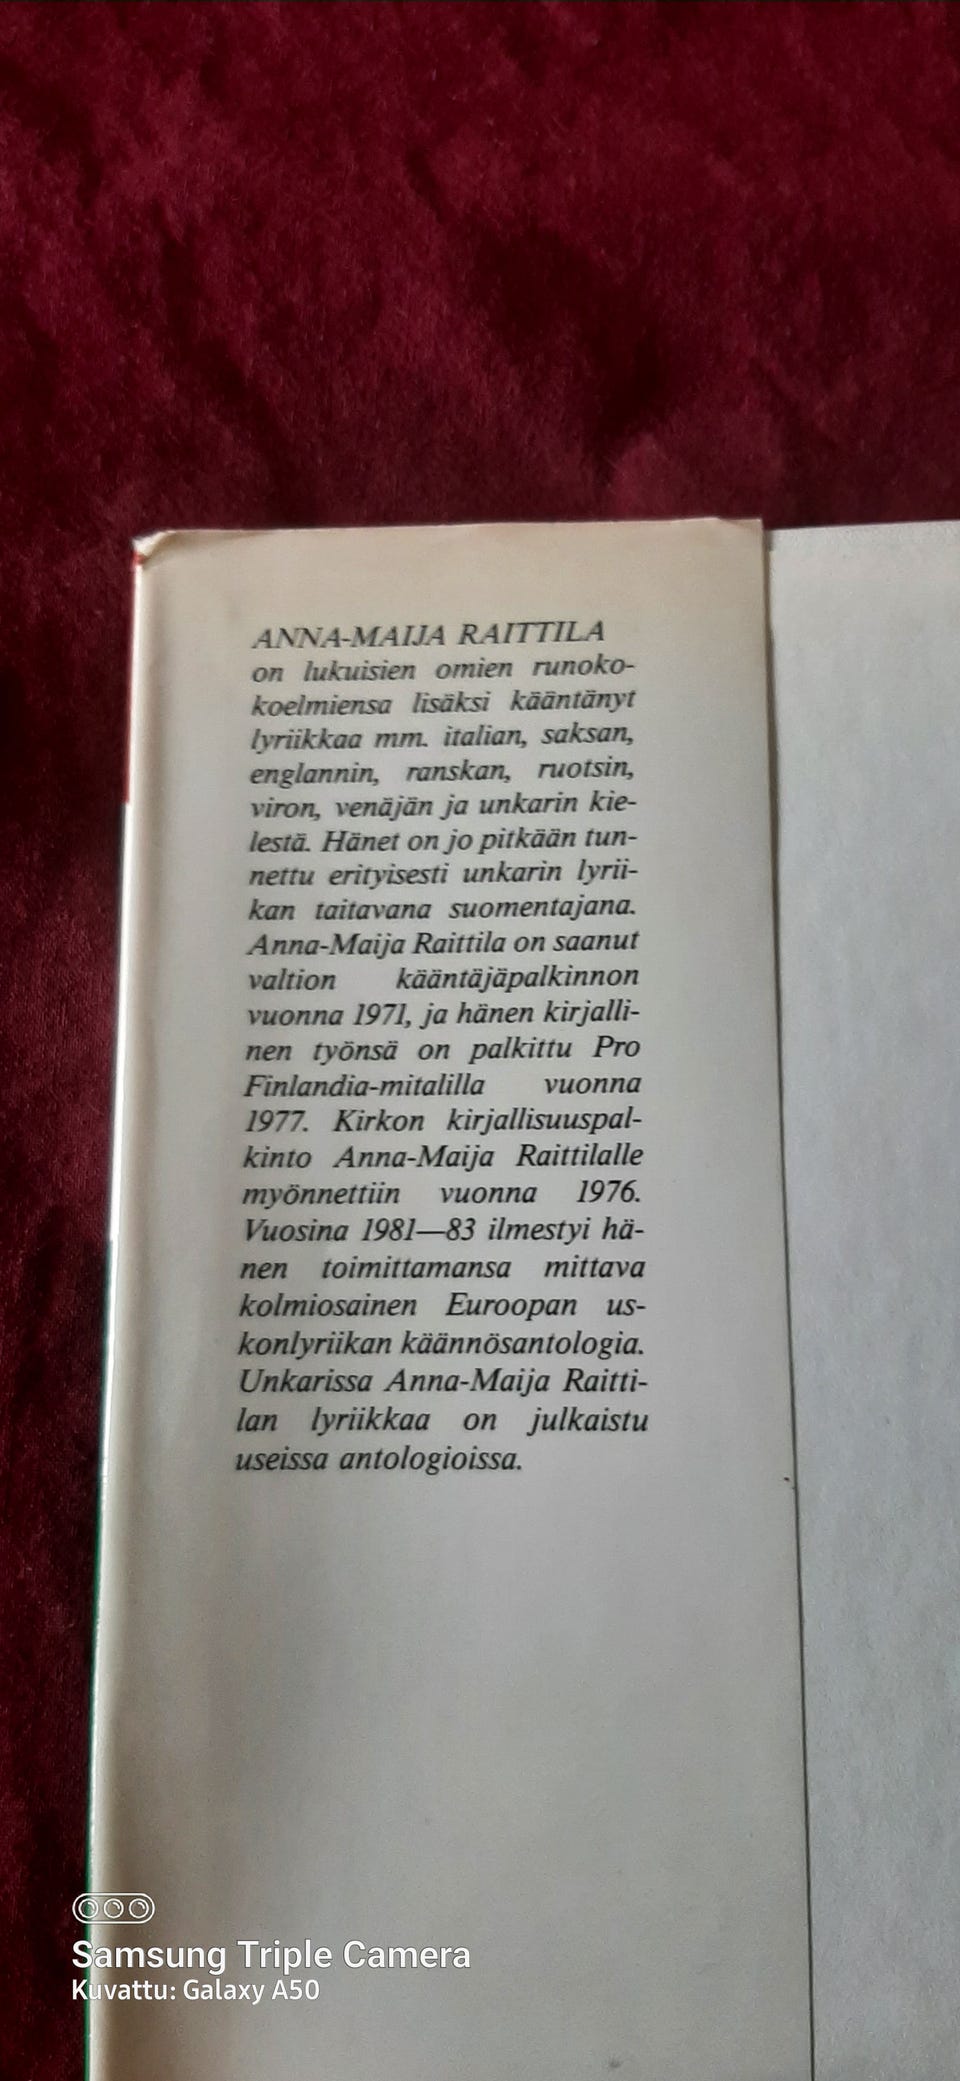 ANNA-MAIJA RAITTILA
on lukuisien omien runoko-
koelmiensa lisäksi kääntänyt
lyriikkaa mm. italian, saksan,
englannin, ranskan, ruotsin,
viron, venäjän ja unkarin kie-
lestä. Hänet on jo pitkään tun-
nettu erityisesti unkarin lyrii-
kan taitavana suomentajana.
Anna-Maija Raittila on saanut
valtion kääntäjäpalkinnon
vuonna 1971, ja hänen kirjalli-
nen työnsä on palkittu Pro
Finlandia-mitalilla vuonna
1977. Kirkon kirjallisuuspal-
kinto Anna-Maija Raittilalle
myönnettiin vuonna 1976.
Vuosina 1981—83 ilmestyi hä-
nen toimittamansa mittava
kolmiosainen Euroopan us-
konlyriikan käännösantologia.
Unkarissa Anna-Maija Raitti-
lan lyriikkaa on julkaistu
useissa antologioissa.
Samsung Triple Camera
Kuvattu: Galaxy A50